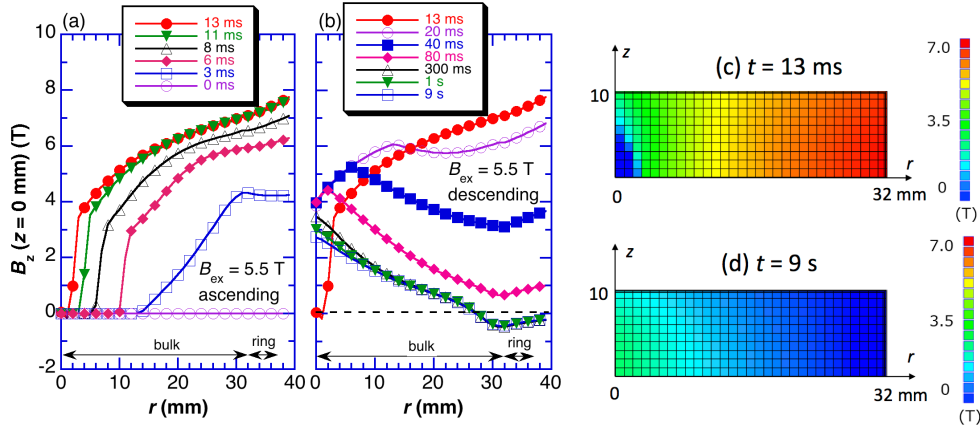 (a)
13 ms
11 ms
8 ms
6 ms
3 ms
0 ms
B_z (z= 0 mm) (T)
10
8
6
4
2
0
-2
B_ex = 5.5 T
ascending
bulk
ring
0
10
20
30
40
r (mm)
(b)
13 ms
20 ms
40 ms
80 ms
300 ms
1 s
9 s
B_ex = 5.5 T
descending
bulk
ring
0
10
20
30
40
r (mm)
(c) t = 13 ms
z
10
0
r
32 mm
7.0
3.5
0
(T)
(d) t = 9 s
z
10
0
r
32 mm
7.0
3.5
0
(T)